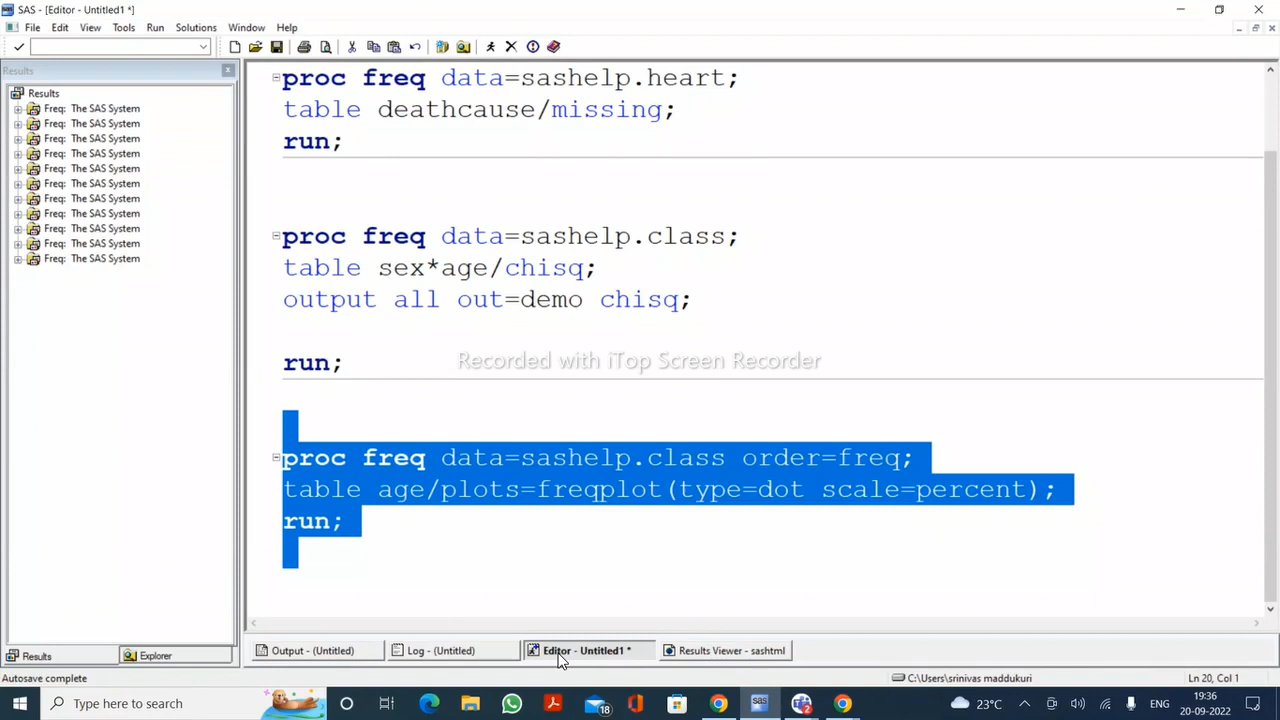 SAS - [Editor - Untitled1 *]
File Edit View Tools Run Solutions Window Help
Results
Results
Freq: The SAS System
Freq: The SAS System
Freq: The SAS System
Freq: The SAS System
Freq: The SAS System
Freq: The SAS System
Freq: The SAS System
Freq: The SAS System
Freq: The SAS System
Freq: The SAS System
Freq: The SAS System
proc freq data=sashelp.heart;
table deathcause/missing;
run;
proc freq data=sashelp.class;
table sex*age/chisq;
output all out=demo chisq;
run;
Recorded with iTop Screen Recorder
proc freq data=sashelp.class order=freq;
table age/plots=freqplot(type=dot scale=percent);
run;
Results Explorer
Output - (Untitled) Log - (Untitled) Editor - Untitled1 * Results Viewer - sashtml
Autosave complete C:\Users\srinivas maddukuri Ln 20, Col 1
Type here to search 18 2 23°C ENG 19:36 20-09-2022 2